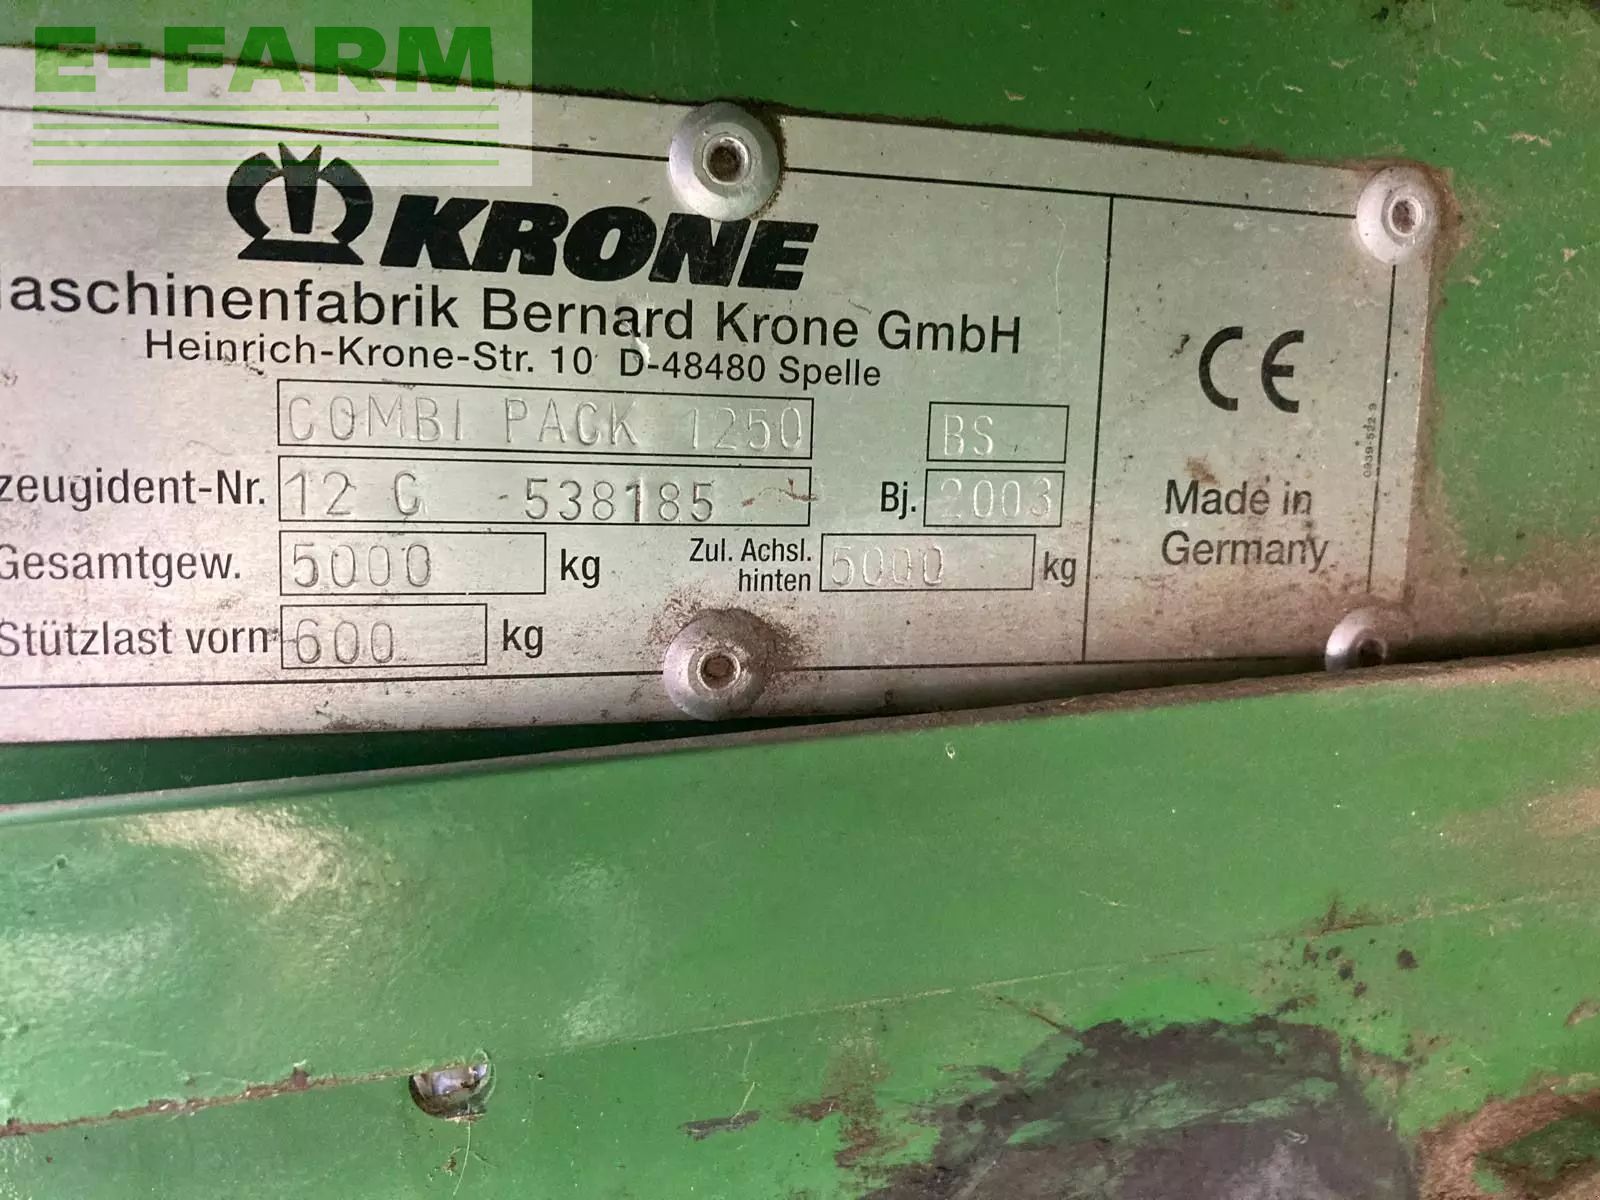 E-FARM
KRONE
aschinenfabrik Bernard Krone GmbH
Heinrich-Krone-Str. 10 D-48480 Spelle
COMBI PACK 1250 BS
zeugident-Nr. 12 C 538185 Bj. 2003
Gesamtgew. 5000 kg Zul. Achsl. hinten 5000 kg
Stützlast vorn 600 kg
CE
Made in
Germany